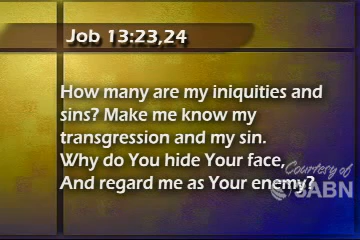 Job 13:23,24
How many are my iniquities and
sins? Make me know my
transgression and my sin.
Why do You hide Your face,
And regard me as Your enemy?
Courtesy of
3ABN